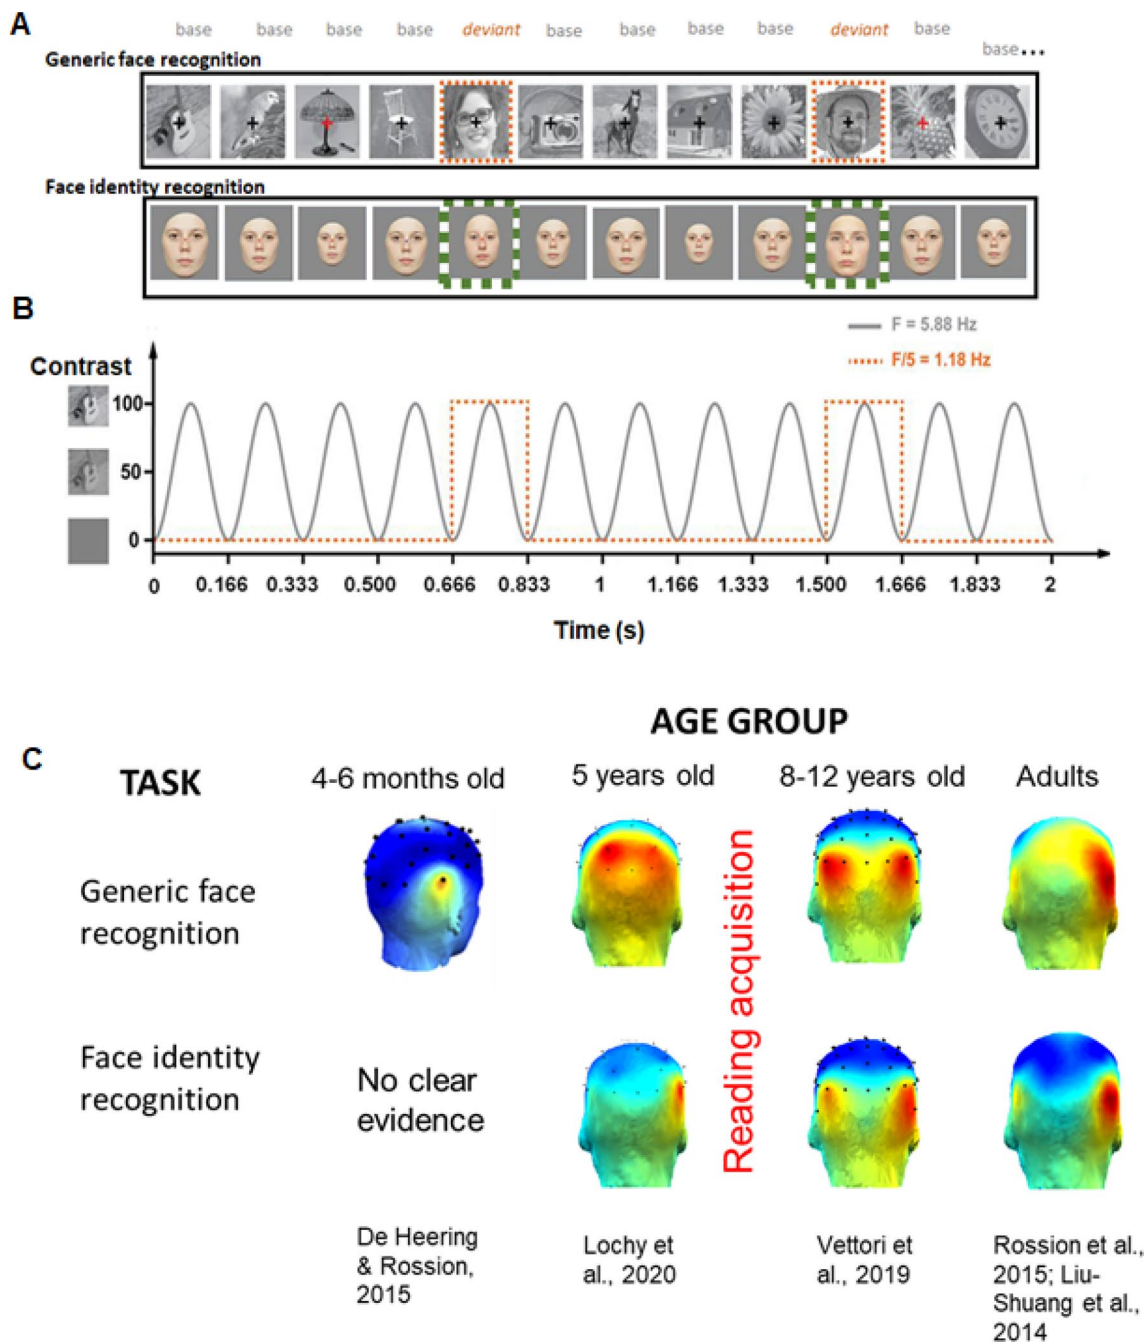 A
base base base base deviant base base base base deviant base base...
Generic face recognition
Face identity recognition
B
F = 5.88 Hz
F/5 = 1.18 Hz
Contrast
100
50
0
0 0.166 0.333 0.500 0.666 0.833 1 1.166 1.333 1.500 1.666 1.833 2
Time (s)
AGE GROUP
C
TASK
4-6 months old 5 years old 8-12 years old Adults
Generic face
recognition
Reading acquisition
Face identity
recognition
No clear
evidence
De Heering
& Rossion,
2015
Lochy et
al., 2020
Vettori et
al., 2019
Rossion et al.,
2015; Liu-
Shuang et al.,
2014